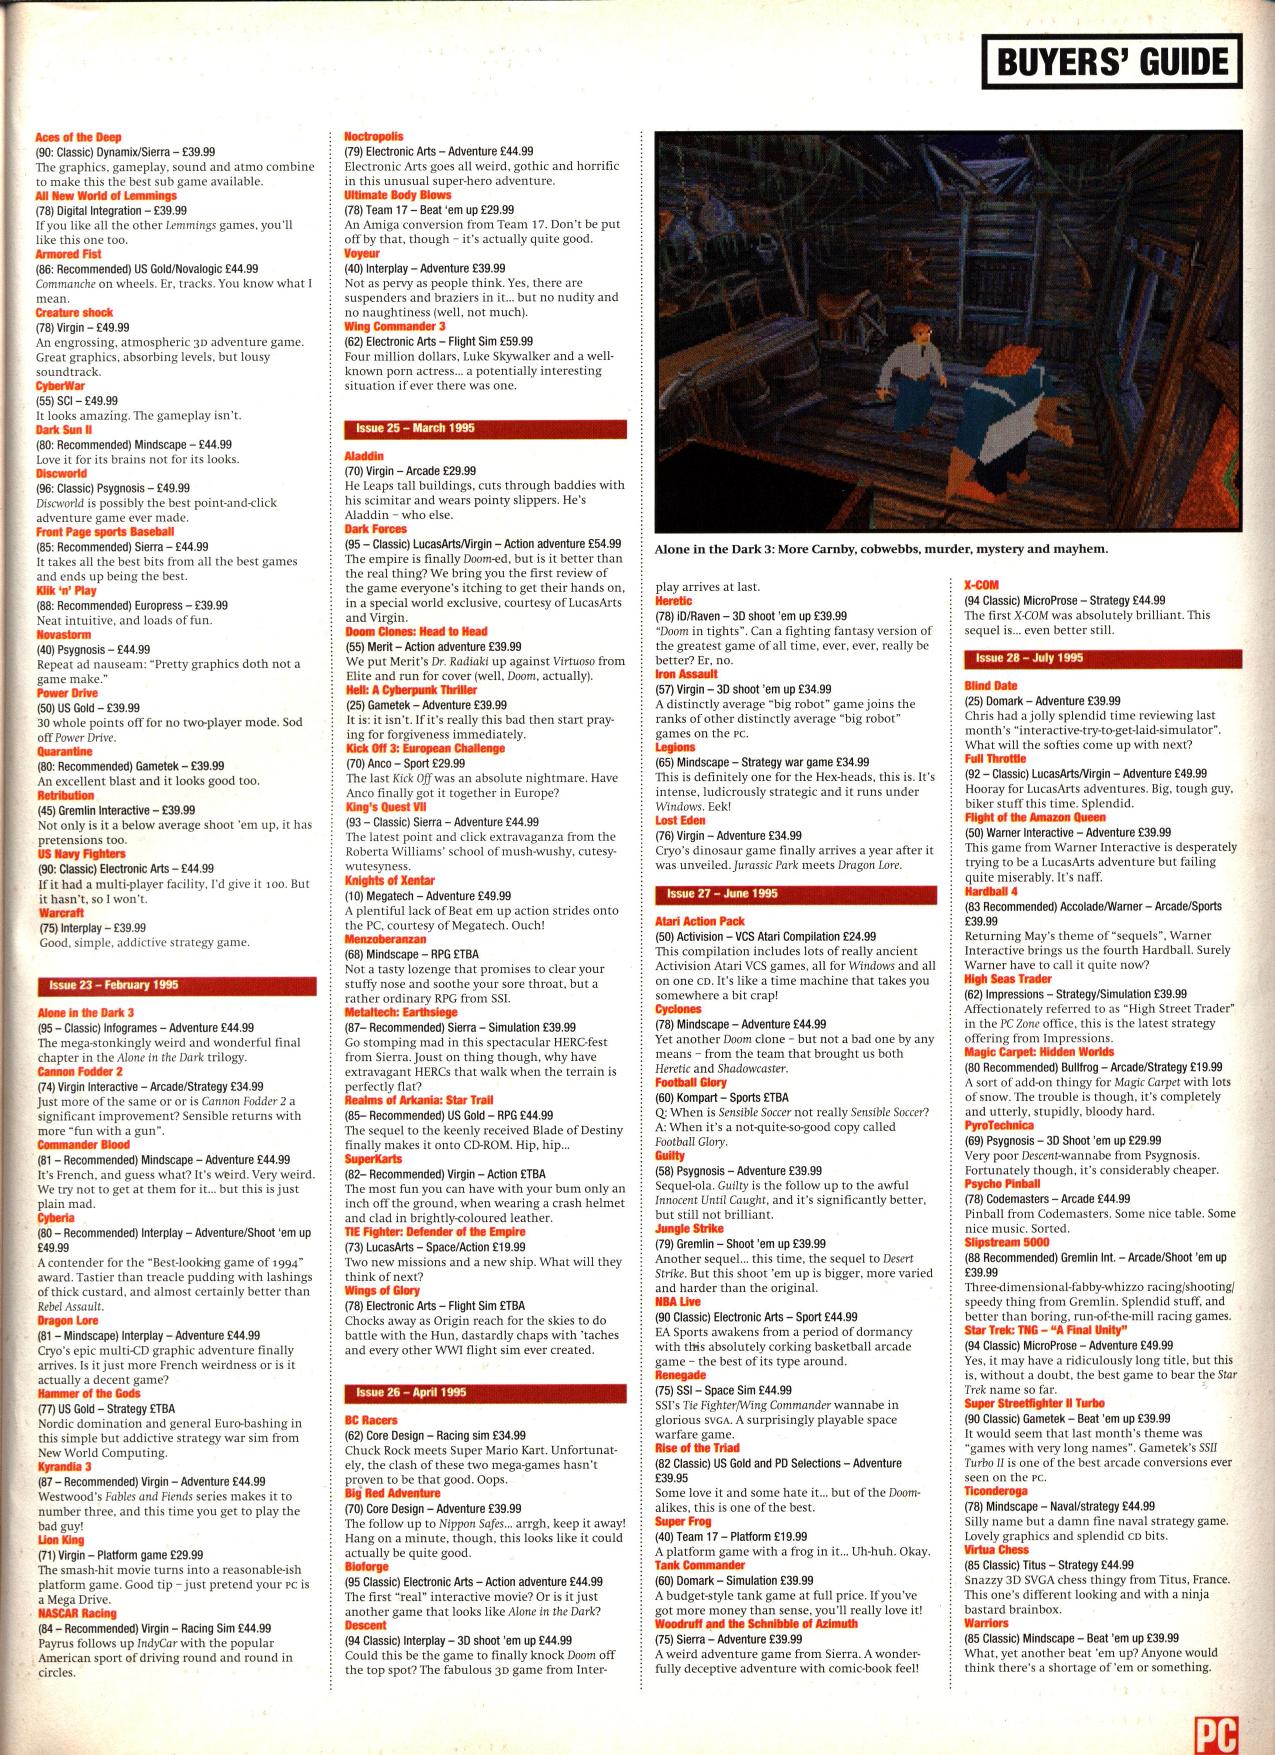 BUYERS' GUIDE
Aces of the Deep
(90: Classic) Dynamix/Sierra – £39.99
The graphics, gameplay, sound and atmo combine
to make this the best sub game available.
All New World of Lemmings
(78) Digital Integration – £39.99
If you like all the other Lemmings games, you'll
like this one too.
Armored Fist
(86: Recommended) US Gold/Novalogic £44.99
Commanche on wheels. Er, tracks. You know what I
mean.
Creature shock
(78) Virgin – £49.99
An engrossing, atmospheric 3D adventure game.
Great graphics, absorbing levels, but lousy
soundtrack.
CyberWar
(55) SCI – £49.99
It looks amazing. The gameplay isn't.
Dark Sun II
(80: Recommended) Mindscape – £44.99
Love it for its brains not for its looks.
Discworld
(96: Classic) Psygnosis – £49.99
Discworld is possibly the best point-and-click
adventure game ever made.
Front Page sports Baseball
(85: Recommended) Sierra – £44.99
It takes all the best bits from all the best games
and ends up being the best.
Klik 'n' Play
(88: Recommended) Europress – £39.99
Neat intuitive, and loads of fun.
Novastorm
(40) Psygnosis – £44.99
Repeat ad nauseam: "Pretty graphics doth not a
game make."
Power Drive
(50) US Gold – £39.99
30 whole points off for no two-player mode. Sod
off Power Drive.
Quarantine
(80: Recommended) Gametek – £39.99
An excellent blast and it looks good too.
Retribution
(45) Gremlin Interactive – £39.99
Not only is it a below average shoot 'em up, it has
pretensions too.
US Navy Fighters
(90: Classic) Electronic Arts – £44.99
If it had a multi-player facility, I'd give it 100. But
it hasn't, so I won't.
Warcraft
(75) Interplay – £39.99
Good, simple, addictive strategy game.
Issue 23 – February 1995
Alone in the Dark 3
(95 – Classic) Infogrames – Adventure £44.99
The mega-stonkingly weird and wonderful final
chapter in the Alone in the Dark trilogy.
Cannon Fodder 2
(74) Virgin Interactive – Arcade/Strategy £34.99
Just more of the same or or is Cannon Fodder 2 a
significant improvement? Sensible returns with
more "fun with a gun".
Commander Blood
(81 – Recommended) Mindscape – Adventure £44.99
It's French, and guess what? It's weird. Very weird.
We try not to get at them for it... but this is just
plain mad.
Cyberia
(80 – Recommended) Interplay – Adventure/Shoot 'em up
£49.99
A contender for the "Best-looking game of 1994"
award. Tastier than treacle pudding with lashings
of thick custard, and almost certainly better than
Rebel Assault.
Dragon Lore
(81 – Mindscape) Interplay – Adventure £44.99
Cryo's epic multi-CD graphic adventure finally
arrives. Is it just more French weirdness or is it
actually a decent game?
Hammer of the Gods
(77) US Gold – Strategy £TBA
Nordic domination and general Euro-bashing in
this simple but addictive strategy war sim from
New World Computing.
Kyrandia 3
(87 – Recommended) Virgin – Adventure £44.99
Westwood's Fables and Fiends series makes it to
number three, and this time you get to play the
bad guy!
Lion King
(71) Virgin – Platform game £29.99
The smash-hit movie turns into a reasonable-ish
platform game. Good tip – just pretend your PC is
a Mega Drive.
NASCAR Racing
(84 – Recommended) Virgin – Racing Sim £44.99
Payrus follows up IndyCar with the popular
American sport of driving round and round in
circles.
Noctropolis
(79) Electronic Arts – Adventure £44.99
Electronic Arts goes all weird, gothic and horrific
in this unusual super-hero adventure.
Ultimate Body Blows
(78) Team 17 – Beat 'em up £29.99
An Amiga conversion from Team 17. Don't be put
off by that, though – it's actually quite good.
Voyeur
(40) Interplay – Adventure £39.99
Not as pervy as people think. Yes, there are
suspenders and braziers in it... but no nudity and
no naughtiness (well, not much).
Wing Commander 3
(62) Electronic Arts – Flight Sim £59.99
Four million dollars, Luke Skywalker and a well-
known porn actress... a potentially interesting
situation if ever there was one.
Issue 25 – March 1995
Aladdin
(70) Virgin – Arcade £29.99
He Leaps tall buildings, cuts through baddies with
his scimitar and wears pointy slippers. He's
Aladdin – who else.
Dark Forces
(95 – Classic) LucasArts/Virgin – Action adventure £54.99
The empire is finally Doom-ed, but is it better than
the real thing? We bring you the first review of
the game everyone's itching to get their hands on,
in a special world exclusive, courtesy of LucasArts
and Virgin.
Doom Clones: Head to Head
(55) Merit – Action adventure £39.99
We put Merit's Dr. Radiaki up against Virtuoso from
Elite and run for cover (well, Doom, actually).
Hell: A Cyberpunk Thriller
(25) Gametek – Adventure £39.99
It is: it isn't. If it's really this bad then start pray-
ing for forgiveness immediately.
Kick Off 3: European Challenge
(70) Anco – Sport £29.99
The last Kick Off was an absolute nightmare. Have
Anco finally got it together in Europe?
King's Quest VII
(93 – Classic) Sierra – Adventure £44.99
The latest point and click extravaganza from the
Roberta Williams' school of mush-wushy, cutesy-
wutesyness.
Knights of Xentar
(10) Megatech – Adventure £49.99
A plentiful lack of Beat em up action strides onto
the PC, courtesy of Megatech. Ouch!
Menzoberanzan
(68) Mindscape – RPG £TBA
Not a tasty lozenge that promises to clear your
stuffy nose and soothe your sore throat, but a
rather ordinary RPG from SSI.
Metaltech: Earthsiege
(87– Recommended) Sierra – Simulation £39.99
Go stomping mad in this spectacular HERC-fest
from Sierra. Joust on thing though, why have
extravagant HERCs that walk when the terrain is
perfectly flat?
Realms of Arkania: Star Trail
(85– Recommended) US Gold – RPG £44.99
The sequel to the keenly received Blade of Destiny
finally makes it onto CD-ROM. Hip, hip...
SuperKarts
(82– Recommended) Virgin – Action £TBA
The most fun you can have with your bum only an
inch off the ground, when wearing a crash helmet
and clad in brightly-coloured leather.
TIE Fighter: Defender of the Empire
(73) LucasArts – Space/Action £19.99
Two new missions and a new ship. What will they
think of next?
Wings of Glory
(78) Electronic Arts – Flight Sim £TBA
Chocks away as Origin reach for the skies to do
battle with the Hun, dastardly chaps with 'taches
and every other WWI flight sim ever created.
Issue 26 – April 1995
BC Racers
(62) Core Design – Racing sim £34.99
Chuck Rock meets Super Mario Kart. Unfortunat-
ely, the clash of these two mega-games hasn't
proven to be that good. Oops.
Big Red Adventure
(70) Core Design – Adventure £39.99
The follow up to Nippon Safes... arrgh, keep it away!
Hang on a minute, though, this looks like it could
actually be quite good.
Bioforge
(95 Classic) Electronic Arts – Action adventure £44.99
The first "real" interactive movie? Or is it just
another game that looks like Alone in the Dark?
Descent
(94 Classic) Interplay – 3D shoot 'em up £44.99
Could this be the game to finally knock Doom off
the top spot? The fabulous 3D game from Inter-
Alone in the Dark 3: More Carnby, cobwebbs, murder, mystery and mayhem.
play arrives at last.
Heretic
(78) iD/Raven – 3D shoot 'em up £39.99
"Doom in tights". Can a fighting fantasy version of
the greatest game of all time, ever, ever, really be
better? Er, no.
Iron Assault
(57) Virgin – 3D shoot 'em up £34.99
A distinctly average "big robot" game joins the
ranks of other distinctly average "big robot"
games on the PC.
Legions
(65) Mindscape – Strategy war game £34.99
This is definitely one for the Hex-heads, this is. It's
intense, ludicrously strategic and it runs under
Windows. Eek!
Lost Eden
(76) Virgin – Adventure £34.99
Cryo's dinosaur game finally arrives a year after it
was unveiled. Jurassic Park meets Dragon Lore.
Issue 27 – June 1995
Atari Action Pack
(50) Activision – VCS Atari Compilation £24.99
This compilation includes lots of really ancient
Activision Atari VCS games, all for Windows and all
on one CD. It's like a time machine that takes you
somewhere a bit crap!
Cyclones
(78) Mindscape – Adventure £44.99
Yet another Doom clone – but not a bad one by any
means – from the team that brought us both
Heretic and Shadowcaster.
Football Glory
(60) Kompart – Sports £TBA
Q: When is Sensible Soccer not really Sensible Soccer?
A: When it's a not-quite-so-good copy called
Football Glory.
Guilty
(58) Psygnosis – Adventure £39.99
Sequel-ola. Guilty is the follow up to the awful
Innocent Until Caught, and it's significantly better,
but still not brilliant.
Jungle Strike
(79) Gremlin – Shoot 'em up £39.99
Another sequel... this time, the sequel to Desert
Strike. But this shoot 'em up is bigger, more varied
and harder than the original.
NBA Live
(90 Classic) Electronic Arts – Sport £44.99
EA Sports awakens from a period of dormancy
with this absolutely corking basketball arcade
game – the best of its type around.
Renegade
(75) SSI – Space Sim £44.99
SSI's Tie Fighter/Wing Commander wannabe in
glorious SVGA. A surprisingly playable space
warfare game.
Rise of the Triad
(82 Classic) US Gold and PD Selections – Adventure
£39.95
Some love it and some hate it... but of the Doom-
alikes, this is one of the best.
Super Frog
(40) Team 17 – Platform £19.99
A platform game with a frog in it... Uh-huh. Okay.
Tank Commander
(60) Domark – Simulation £39.99
A budget-style tank game at full price. If you've
got more money than sense, you'll really love it!
Woodruff and the Schnibble of Azimuth
(75) Sierra – Adventure £39.99
A weird adventure game from Sierra. A wonder-
fully deceptive adventure with comic-book feel!
X-COM
(94 Classic) MicroProse – Strategy £44.99
The first X-COM was absolutely brilliant. This
sequel is... even better still.
Issue 28 – July 1995
Blind Date
(25) Domark – Adventure £39.99
Chris had a jolly splendid time reviewing last
month's "interactive-try-to-get-laid-simulator".
What will the softies come up with next?
Full Throttle
(92 – Classic) LucasArts/Virgin – Adventure £49.99
Hooray for LucasArts adventures. Big, tough guy,
biker stuff this time. Splendid.
Flight of the Amazon Queen
(50) Warner Interactive – Adventure £39.99
This game from Warner Interactive is desperately
trying to be a LucasArts adventure but failing
quite miserably. It's naff.
Hardball 4
(83 Recommended) Accolade/Warner – Arcade/Sports
£39.99
Returning May's theme of "sequels", Warner
Interactive brings us the fourth Hardball. Surely
Warner have to call it quite now?
High Seas Trader
(62) Impressions – Strategy/Simulation £39.99
Affectionately referred to as "High Street Trader"
in the PC Zone office, this is the latest strategy
offering from Impressions.
Magic Carpet: Hidden Worlds
(80 Recommended) Bullfrog – Arcade/Strategy £19.99
A sort of add-on thingy for Magic Carpet with lots
of snow. The trouble is though, it's completely
and utterly, stupidly, bloody hard.
PyroTechnica
(69) Psygnosis – 3D Shoot 'em up £29.99
Very poor Descent-wannabe from Psygnosis.
Fortunately though, it's considerably cheaper.
Psycho Pinball
(78) Codemasters – Arcade £44.99
Pinball from Codemasters. Some nice table. Some
nice music. Sorted.
Slipstream 5000
(88 Recommended) Gremlin Int. – Arcade/Shoot 'em up
£39.99
Three-dimensional-fabby-whizzo racing/shooting/
speedy thing from Gremlin. Splendid stuff, and
better than boring, run-of-the-mill racing games.
Star Trek: TNG – "A Final Unity"
(94 Classic) MicroProse – Adventure £49.99
Yes, it may have a ridiculously long title, but this
is, without a doubt, the best game to bear the Star
Trek name so far.
Super Streetfighter II Turbo
(90 Classic) Gametek – Beat 'em up £39.99
It would seem that last month's theme was
"games with very long names". Gametek's SSII
Turbo II is one of the best arcade conversions ever
seen on the PC.
Ticonderoga
(78) Mindscape – Naval/strategy £44.99
Silly name but a damn fine naval strategy game.
Lovely graphics and splendid CD bits.
Virtua Chess
(85 Classic) Titus – Strategy £44.99
Snazzy 3D SVGA chess thingy from Titus, France.
This one's different looking and with a ninja
bastard brainbox.
Warriors
(85 Classic) Mindscape – Beat 'em up £39.99
What, yet another beat 'em up? Anyone would
think there's a shortage of 'em or something.
PC